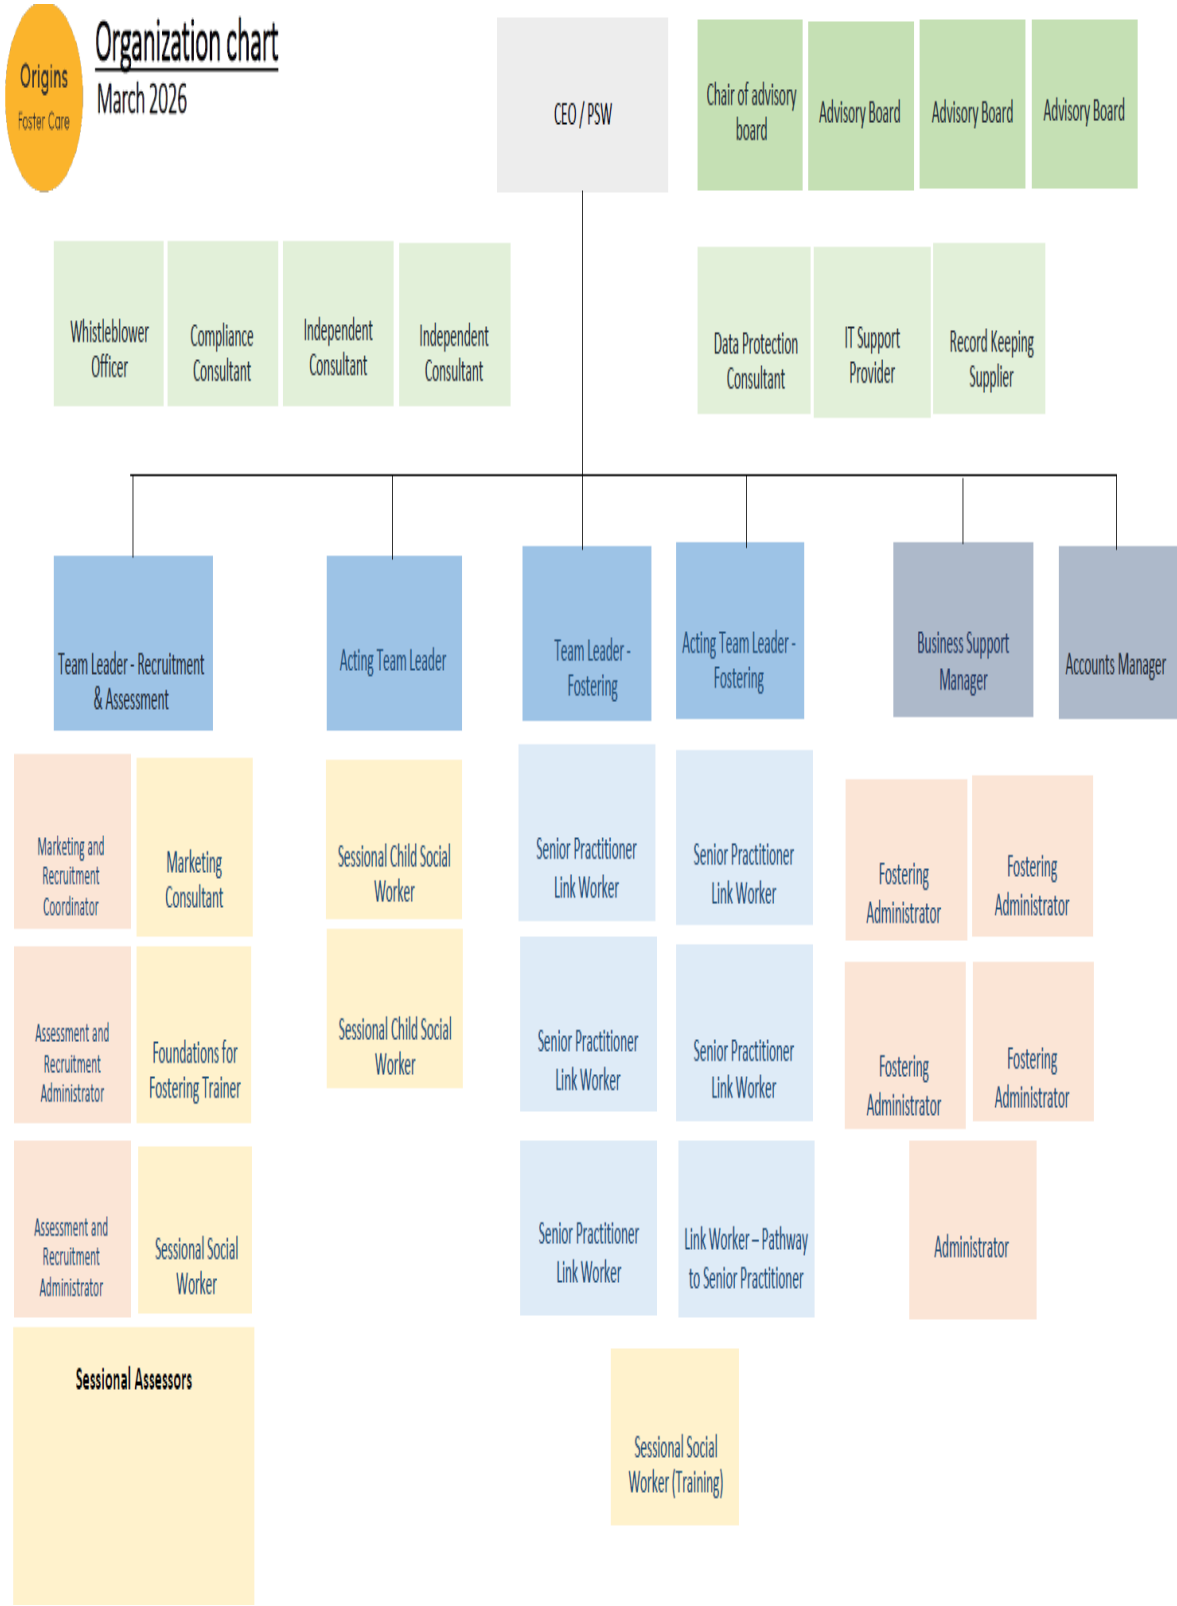 Origins
Foster Care
Organization chart
March 2026
CEO / PSW
Chair of advisory
board
Advisory Board
Advisory Board
Advisory Board
Whistleblower
Officer
Compliance
Consultant
Independent
Consultant
Independent
Consultant
Data Protection
Consultant
IT Support
Provider
Record Keeping
Supplier
Team Leader - Recruitment
& Assessment
Acting Team Leader
Team Leader -
Fostering
Acting Team Leader -
Fostering
Business Support
Manager
Accounts Manager
Marketing and
Recruitment
Coordinator
Marketing
Consultant
Sessional Child Social
Worker
Senior Practitioner
Link Worker
Senior Practitioner
Link Worker
Fostering
Administrator
Fostering
Administrator
Assessment and
Recruitment
Administrator
Foundations for
Fostering Trainer
Sessional Child Social
Worker
Senior Practitioner
Link Worker
Senior Practitioner
Link Worker
Fostering
Administrator
Fostering
Administrator
Assessment and
Recruitment
Administrator
Sessional Social
Worker
Senior Practitioner
Link Worker
Link Worker – Pathway
to Senior Practitioner
Administrator
Sessional Assessors
Sessional Social
Worker (Training)